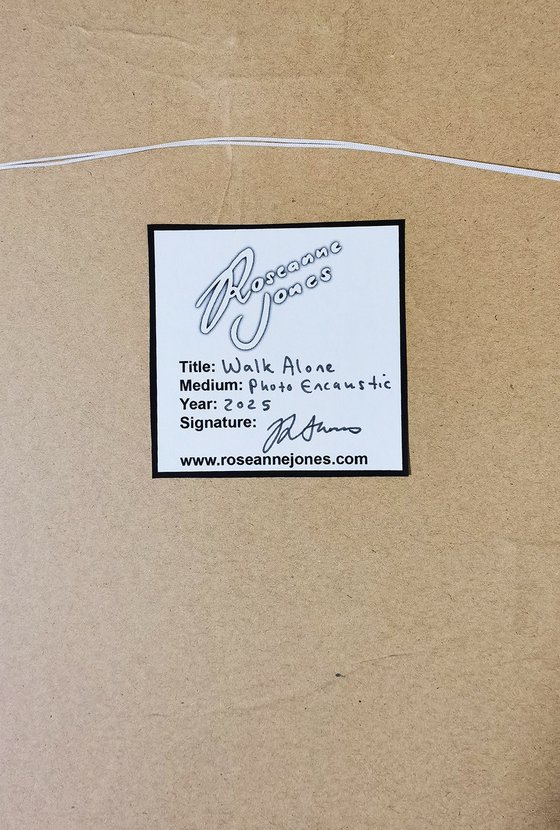 Roseanne
Jones
Title: Walk Alone
Medium: Photo Encaustic
Year: 2025
Signature:
www.roseannejones.com